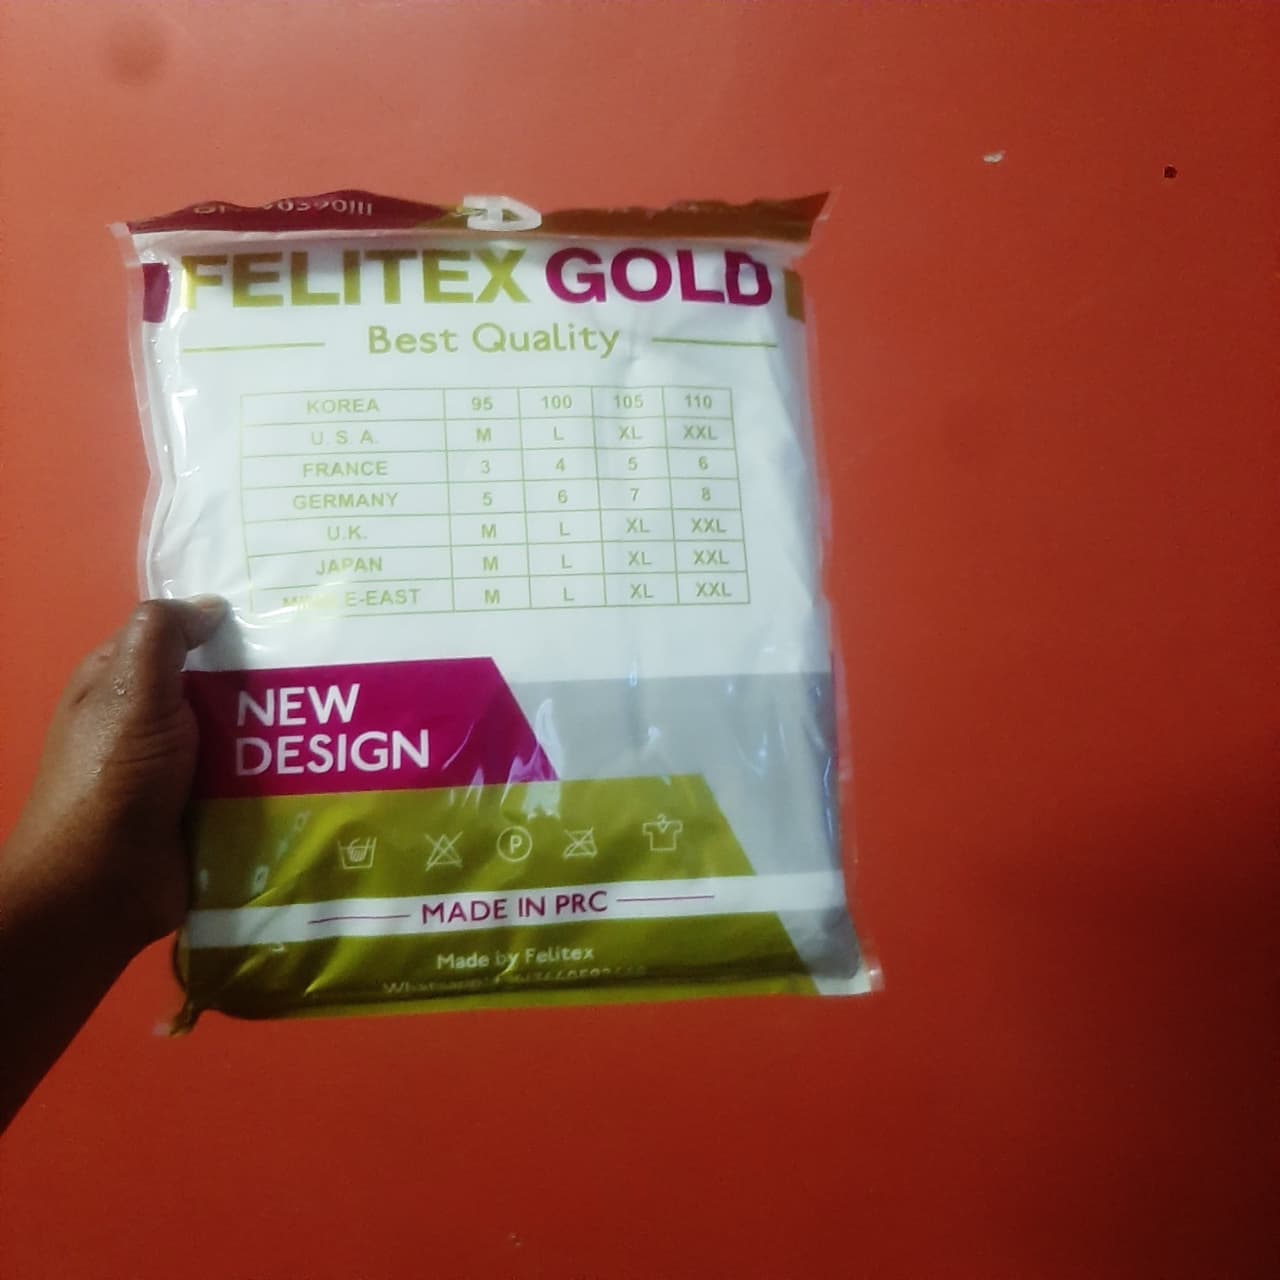 FELITEX GOLD
Best Quality
KOREA 95 100 105 110
U. S. A. M L XL XXL
FRANCE 3 4 5 6
GERMANY 5 6 7 8
U.K. M L XL XXL
JAPAN M L XL XXL
E-EAST M L XL XXL
NEW
DESIGN
P
MADE IN PRC
Made by Felitex